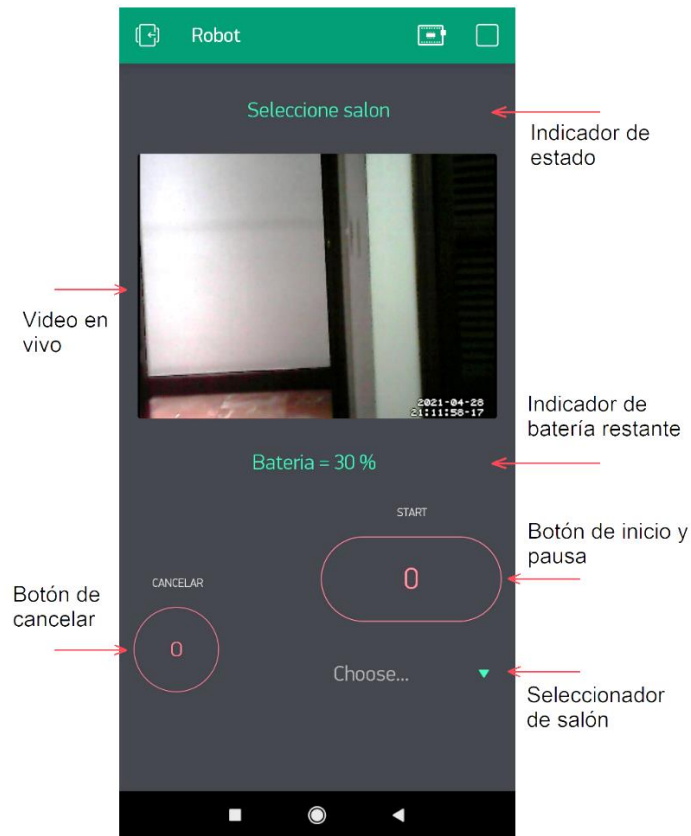 Robot
Seleccione salon
Indicador de
estado
Video en
vivo
2021-04-28
21:11:58-17
Indicador de
batería restante
Bateria = 30 %
START
Botón de inicio y
pausa
0
CANCELAR
Botón de
cancelar
0
Choose...
Seleccionador
de salón